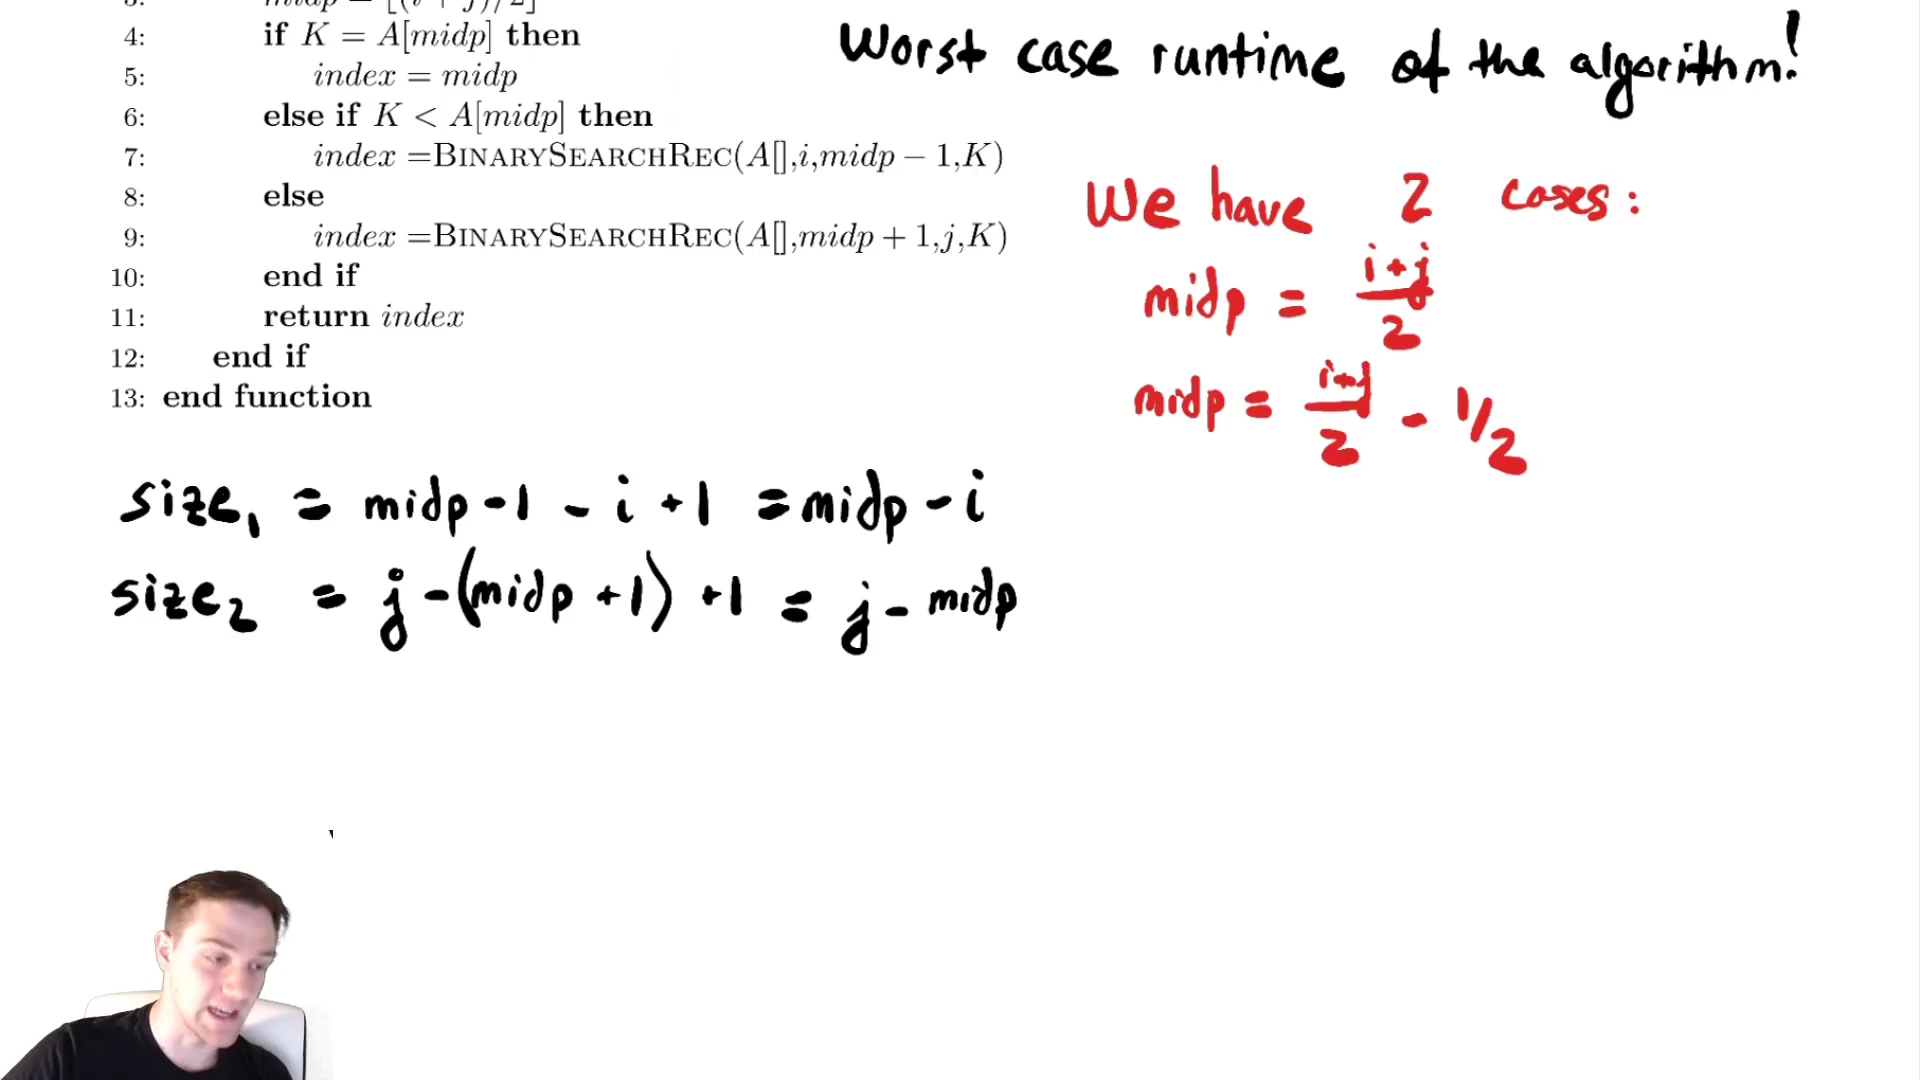 3: midp = ⌊(i + j)/2⌋
4: if K = A[midp] then
5: index = midp
6: else if K < A[midp] then
7: index =BINARYSEARCHREC(A[],i,midp − 1,K)
8: else
9: index =BINARYSEARCHREC(A[],midp + 1,j,K)
10: end if
11: return index
12: end if
13: end function
Worst case runtime of the algorithm!
We have 2 cases:
midp = (i+j)/2
midp = (i+j)/2 - 1/2
size₁ = midp - 1 - i + 1 = midp - i
size₂ = j - (midp + 1) + 1 = j - midp